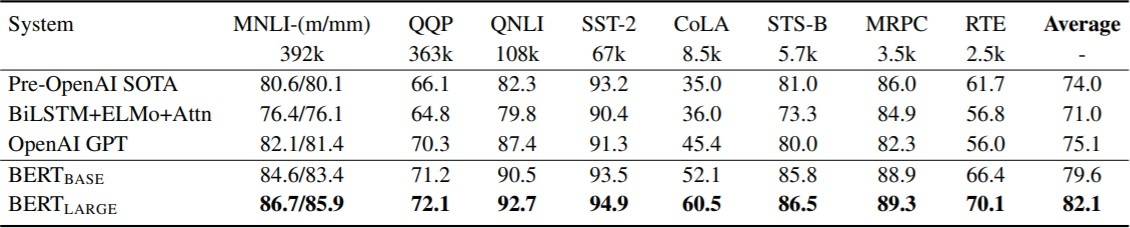 System MNLI-(m/mm) QQP QNLI SST-2 CoLA STS-B MRPC RTE Average
392k 363k 108k 67k 8.5k 5.7k 3.5k 2.5k -
Pre-OpenAI SOTA 80.6/80.1 66.1 82.3 93.2 35.0 81.0 86.0 61.7 74.0
BiLSTM+ELMo+Attn 76.4/76.1 64.8 79.8 90.4 36.0 73.3 84.9 56.8 71.0
OpenAI GPT 82.1/81.4 70.3 87.4 91.3 45.4 80.0 82.3 56.0 75.1
BERTBASE 84.6/83.4 71.2 90.5 93.5 52.1 85.8 88.9 66.4 79.6
BERTLARGE 86.7/85.9 72.1 92.7 94.9 60.5 86.5 89.3 70.1 82.1